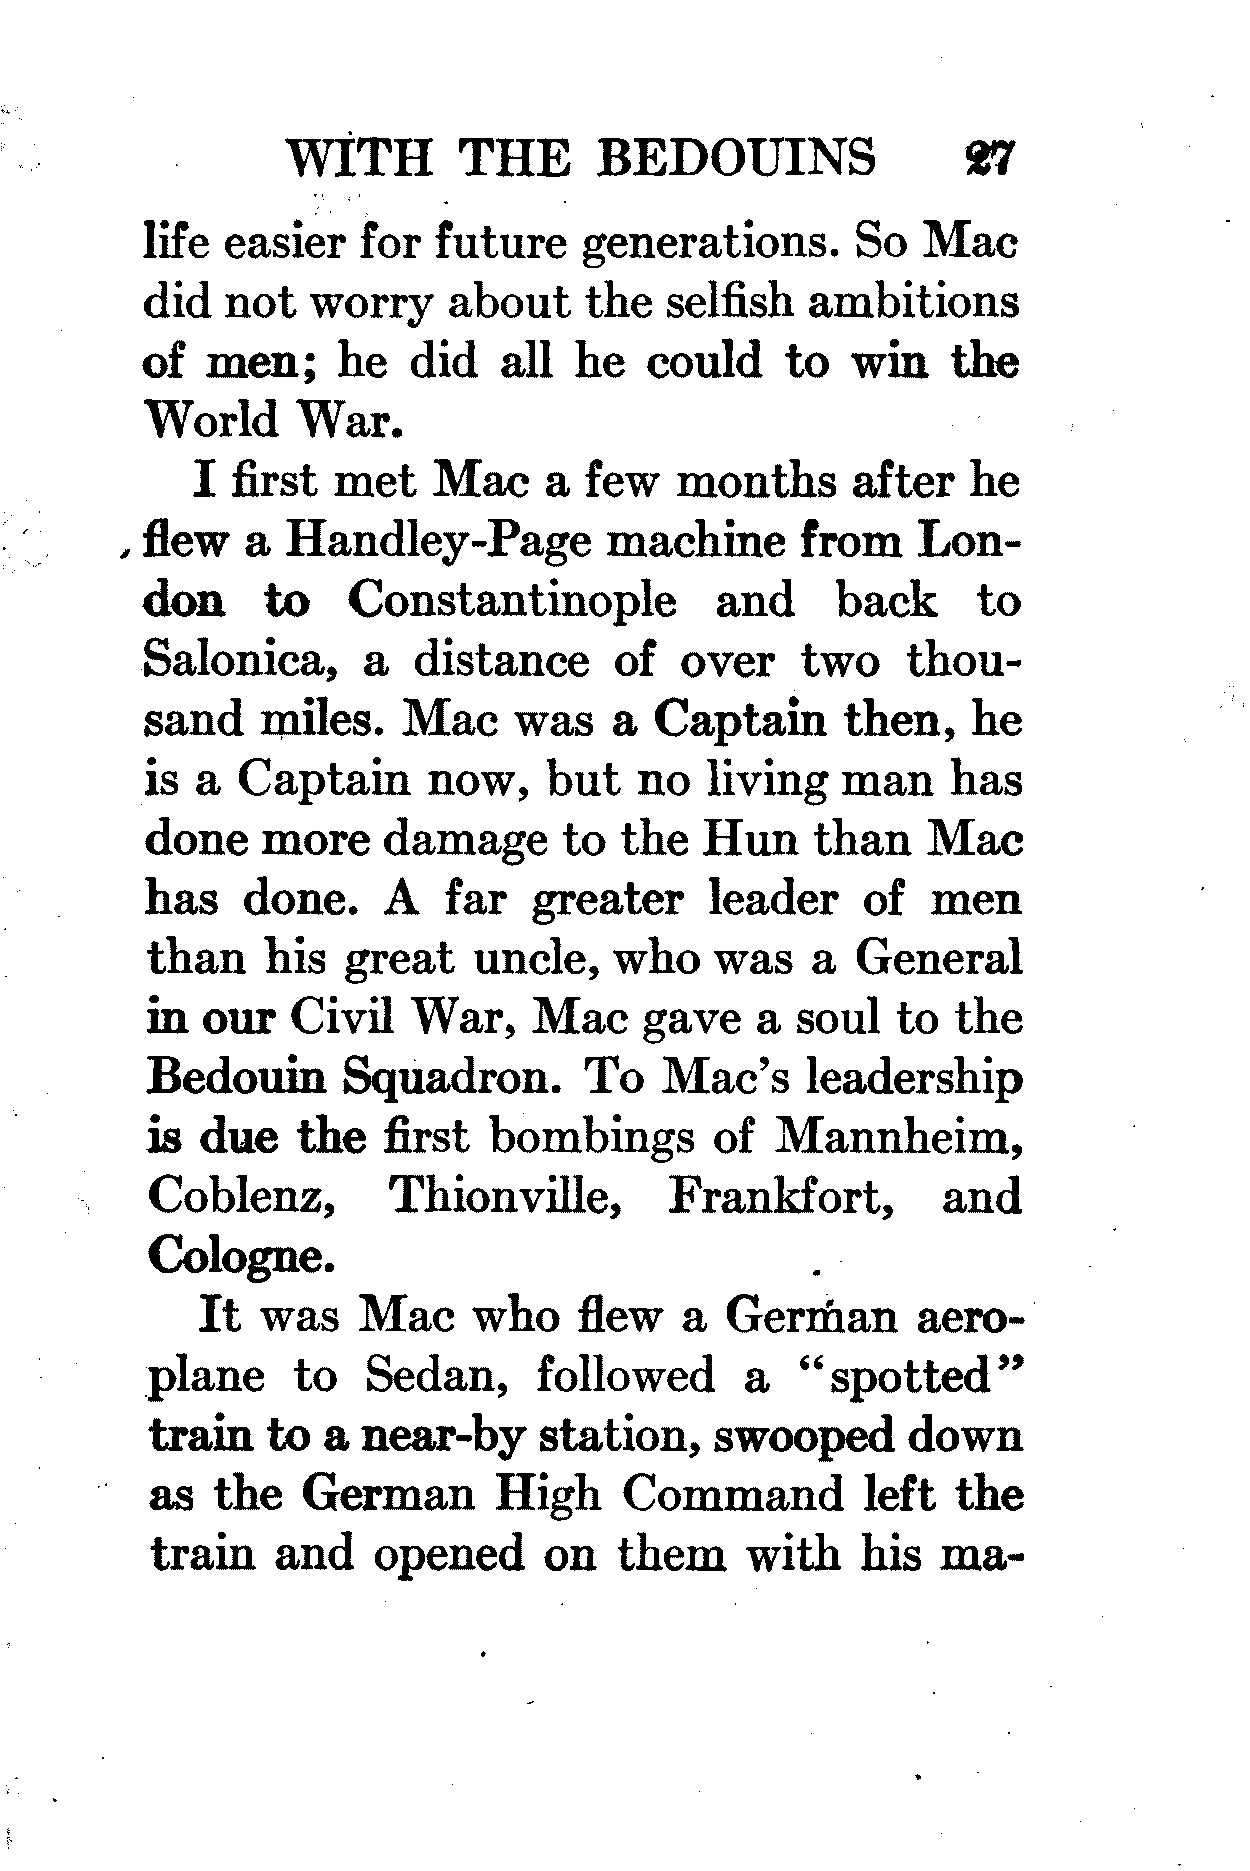 WITH THE BEDOUINS 27
life easier for future generations. So Mac
did not worry about the selfish ambitions
of men; he did all he could to win the
World War.
I first met Mac a few months after he
flew a Handley-Page machine from Lon-
don to Constantinople and back to
Salonica, a distance of over two thou-
sand miles. Mac was a Captain then, he
is a Captain now, but no living man has
done more damage to the Hun than Mac
has done. A far greater leader of men
than his great uncle, who was a General
in our Civil War, Mac gave a soul to the
Bedouin Squadron. To Mac's leadership
is due the first bombings of Mannheim,
Coblenz, Thionville, Frankfort, and
Cologne.
It was Mac who flew a German aero-
plane to Sedan, followed a "spotted"
train to a near-by station, swooped down
as the German High Command left the
train and opened on them with his ma-